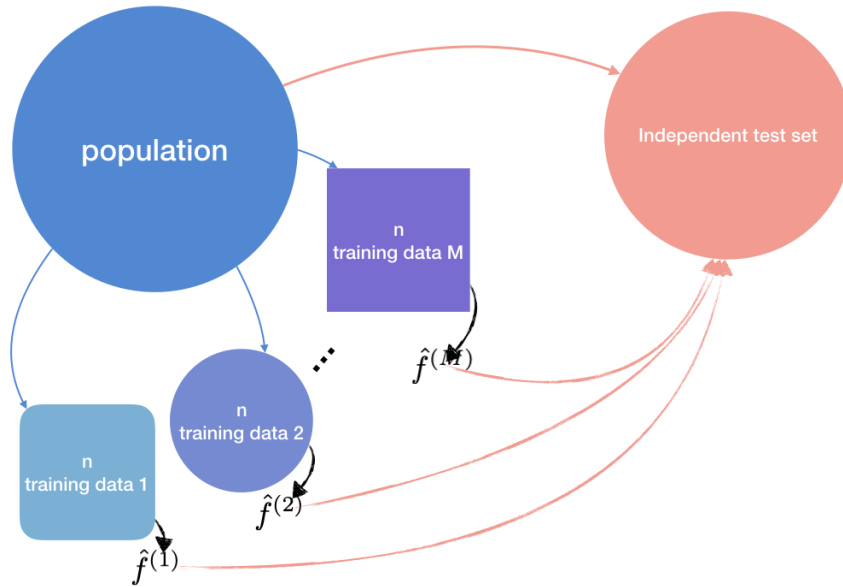 population
Independent test set
n
training data M
f̂^(M)
n
training data 2
f̂^(2)
n
training data 1
f̂^(1)